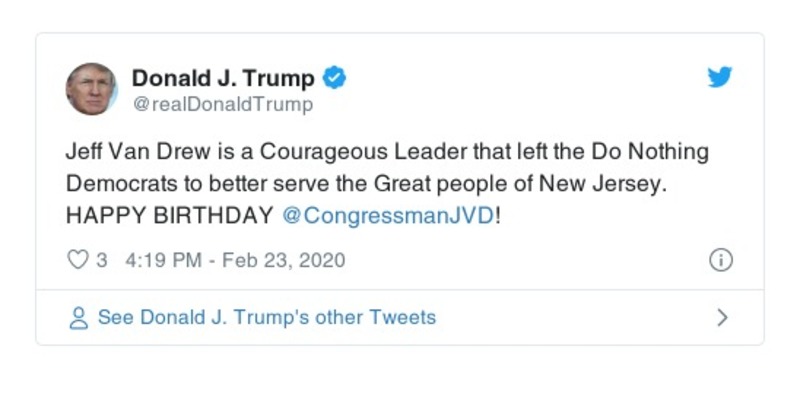 Donald J. Trump
@realDonaldTrump
Jeff Van Drew is a Courageous Leader that left the Do Nothing
Democrats to better serve the Great people of New Jersey.
HAPPY BIRTHDAY @CongressmanJVD!
3 4:19 PM - Feb 23, 2020
See Donald J. Trump's other Tweets